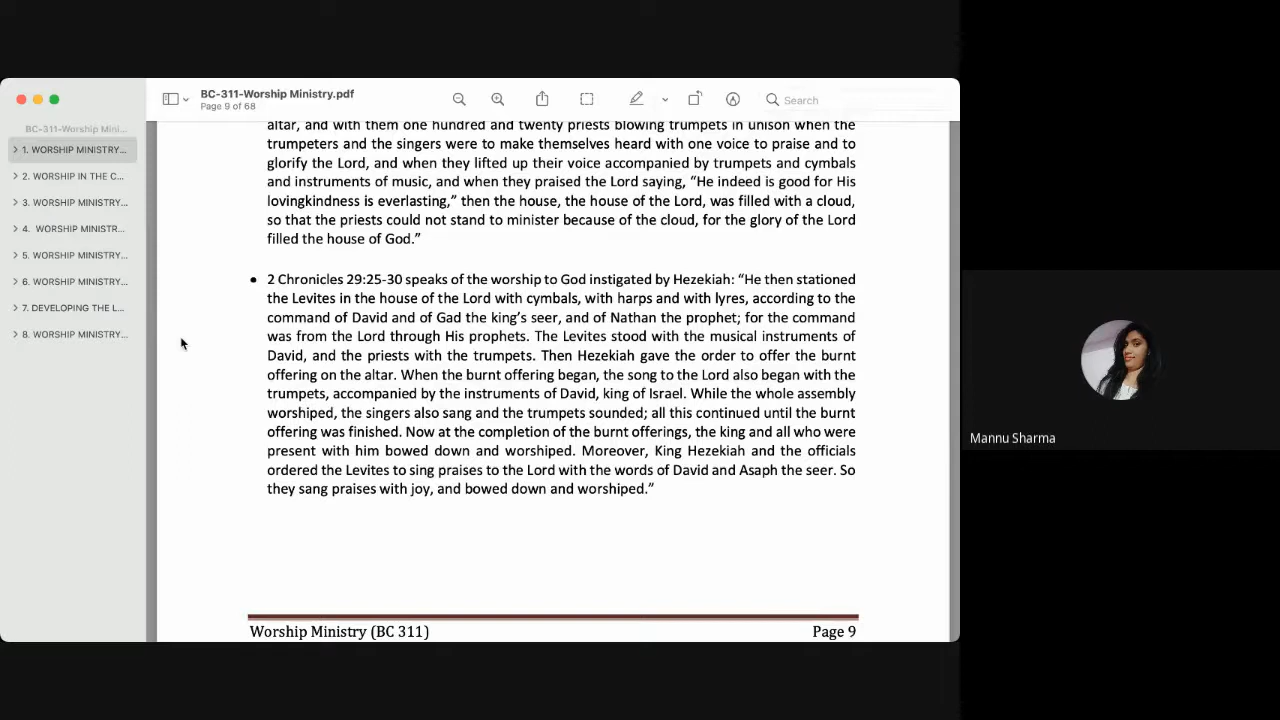 BC-311-Worship Ministry.pdf
Page 9 of 68
Search
BC-311-Worship Mini...
1. WORSHIP MINISTRY...
2. WORSHIP IN THE C...
3. WORSHIP MINISTRY...
4. WORSHIP MINISTR...
5. WORSHIP MINISTRY...
6. WORSHIP MINISTRY...
7. DEVELOPING THE L...
8. WORSHIP MINISTRY...
altar, and with them one hundred and twenty priests blowing trumpets in unison when the
trumpeters and the singers were to make themselves heard with one voice to praise and to
glorify the Lord, and when they lifted up their voice accompanied by trumpets and cymbals
and instruments of music, and when they praised the Lord saying, “He indeed is good for His
lovingkindness is everlasting,” then the house, the house of the Lord, was filled with a cloud,
so that the priests could not stand to minister because of the cloud, for the glory of the Lord
filled the house of God.”
• 2 Chronicles 29:25-30 speaks of the worship to God instigated by Hezekiah: “He then stationed
the Levites in the house of the Lord with cymbals, with harps and with lyres, according to the
command of David and of Gad the king’s seer, and of Nathan the prophet; for the command
was from the Lord through His prophets. The Levites stood with the musical instruments of
David, and the priests with the trumpets. Then Hezekiah gave the order to offer the burnt
offering on the altar. When the burnt offering began, the song to the Lord also began with the
trumpets, accompanied by the instruments of David, king of Israel. While the whole assembly
worshiped, the singers also sang and the trumpets sounded; all this continued until the burnt
offering was finished. Now at the completion of the burnt offerings, the king and all who were
present with him bowed down and worshiped. Moreover, King Hezekiah and the officials
ordered the Levites to sing praises to the Lord with the words of David and Asaph the seer. So
they sang praises with joy, and bowed down and worshiped.”
Worship Ministry (BC 311) Page 9
Mannu Sharma